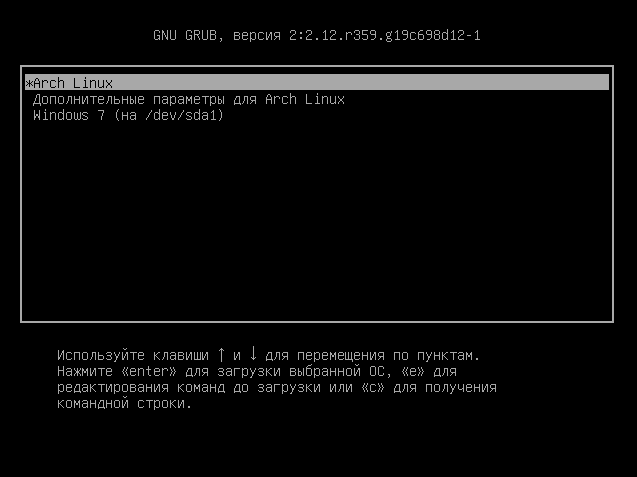 GNU GRUB, версия 2:2.12.r359.g19c698d12-1
*Arch Linux
Дополнительные параметры для Arch Linux
Windows 7 (на /dev/sda1)
Используйте клавиши ↑ и ↓ для перемещения по пунктам.
Нажмите «enter» для загрузки выбранной ОС, «e» для
редактирования команд до загрузки или «c» для получения
командной строки.